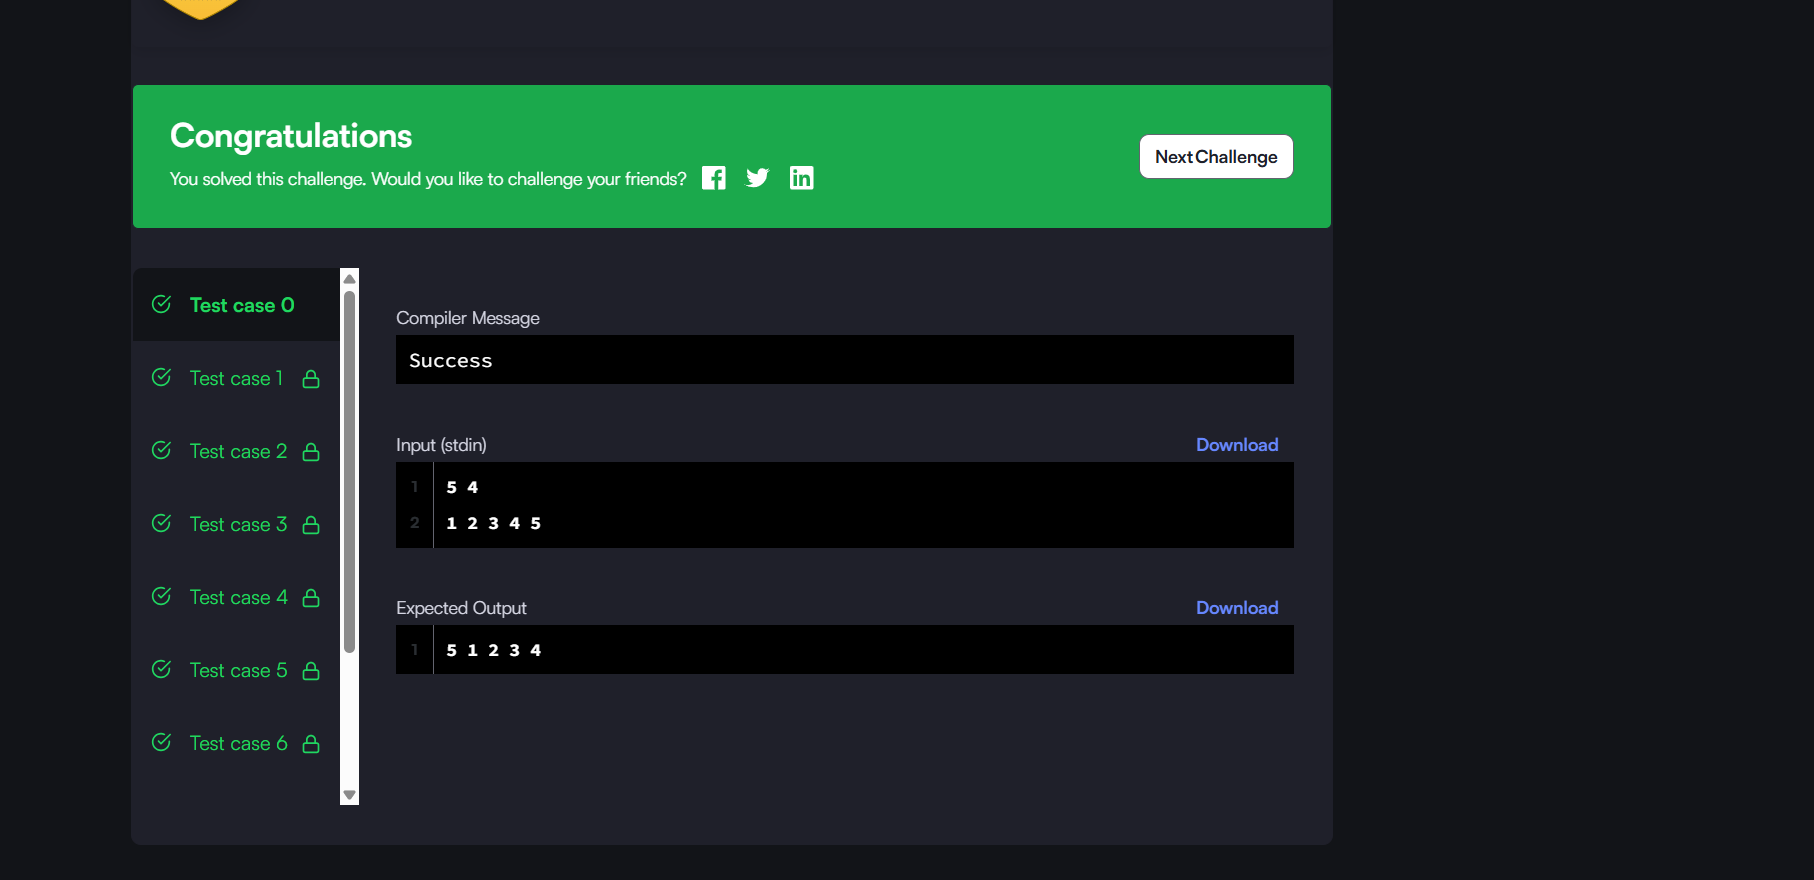 Congratulations
You solved this challenge. Would you like to challenge your friends?
Next Challenge
Test case 0
Test case 1
Test case 2
Test case 3
Test case 4
Test case 5
Test case 6
Compiler Message
Success
Input (stdin)
Download
1 5 4
2 1 2 3 4 5
Expected Output
Download
1 5 1 2 3 4